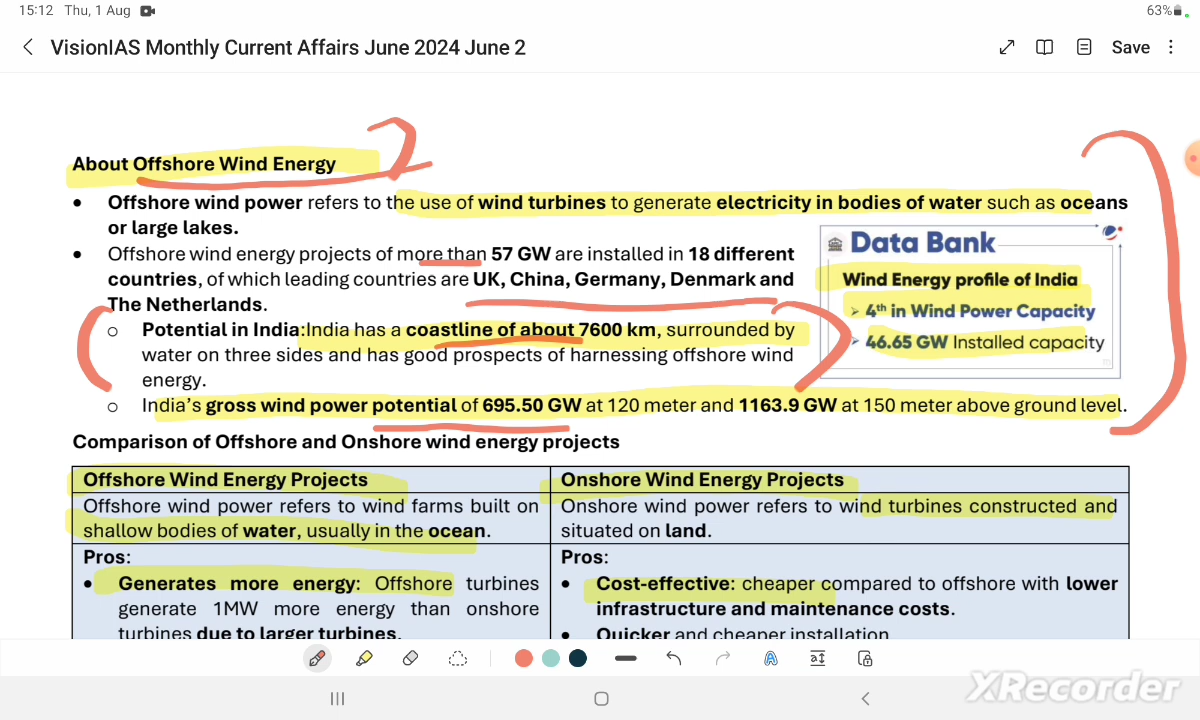 15:12 Thu, 1 Aug
63%
VisionIAS Monthly Current Affairs June 2024 June 2
Save
About Offshore Wind Energy
2
• Offshore wind power refers to the use of wind turbines to generate electricity in bodies of water such as oceans
or large lakes.
• Offshore wind energy projects of more than 57 GW are installed in 18 different
countries, of which leading countries are UK, China, Germany, Denmark and
The Netherlands.
o Potential in India:India has a coastline of about 7600 km, surrounded by
water on three sides and has good prospects of harnessing offshore wind
energy.
Data Bank
Wind Energy profile of India
➢ 4th in Wind Power Capacity
➢ 46.65 GW Installed capacity
o India's gross wind power potential of 695.50 GW at 120 meter and 1163.9 GW at 150 meter above ground level.
Comparison of Offshore and Onshore wind energy projects
Offshore Wind Energy Projects
Offshore wind power refers to wind farms built on
shallow bodies of water, usually in the ocean.
Pros:
• Generates more energy: Offshore turbines
generate 1MW more energy than onshore
turbines due to larger turbines.
Onshore Wind Energy Projects
Onshore wind power refers to wind turbines constructed and
situated on land.
Pros:
• Cost-effective: cheaper compared to offshore with lower
infrastructure and maintenance costs.
• Quicker and cheaper installation
XRecorder